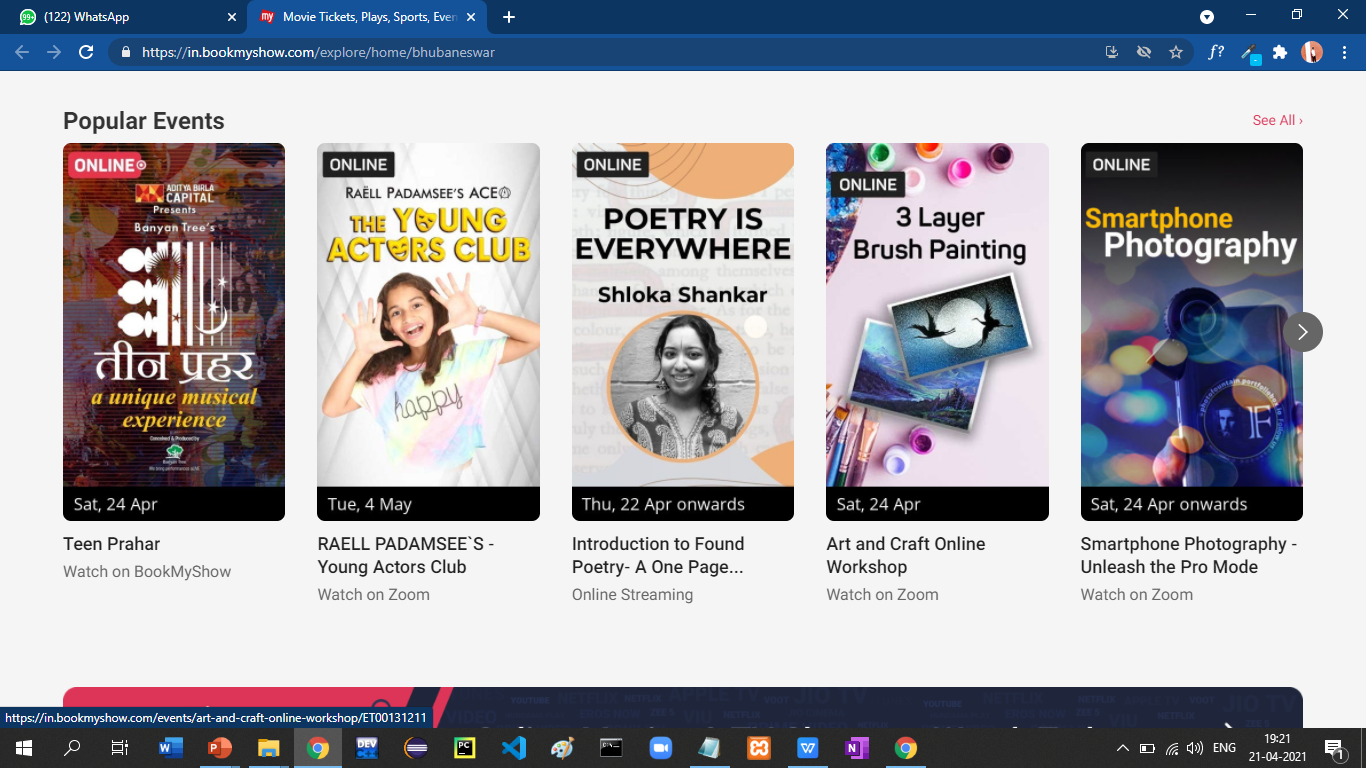 (122) WhatsApp
Movie Tickets, Plays, Sports, Even
https://in.bookmyshow.com/explore/home/bhubaneswar
f?
Popular Events
See All ›
ONLINE
ADITYA BIRLA
CAPITAL
Presents
Banyan Tree's
तीन प्रहर
a unique musical
experience
Conceived & Produced by
Banyan Tree
Sat, 24 Apr
Teen Prahar
Watch on BookMyShow
ONLINE
RAËLL PADAMSEE'S ACE
THE YOUNG
ACTORS CLUB
happy
Tue, 4 May
RAELL PADAMSEE`S -
Young Actors Club
Watch on Zoom
ONLINE
POETRY IS
EVERYWHERE
Shloka Shankar
Thu, 22 Apr onwards
Introduction to Found
Poetry- A One Page...
Online Streaming
ONLINE
3 Layer
Brush Painting
Sat, 24 Apr
Art and Craft Online
Workshop
Watch on Zoom
ONLINE
Smartphone
Photography
Sat, 24 Apr onwards
Smartphone Photography -
Unleash the Pro Mode
Watch on Zoom
https://in.bookmyshow.com/events/art-and-craft-online-workshop/ET00131211
ENG
19:21
21-04-2021